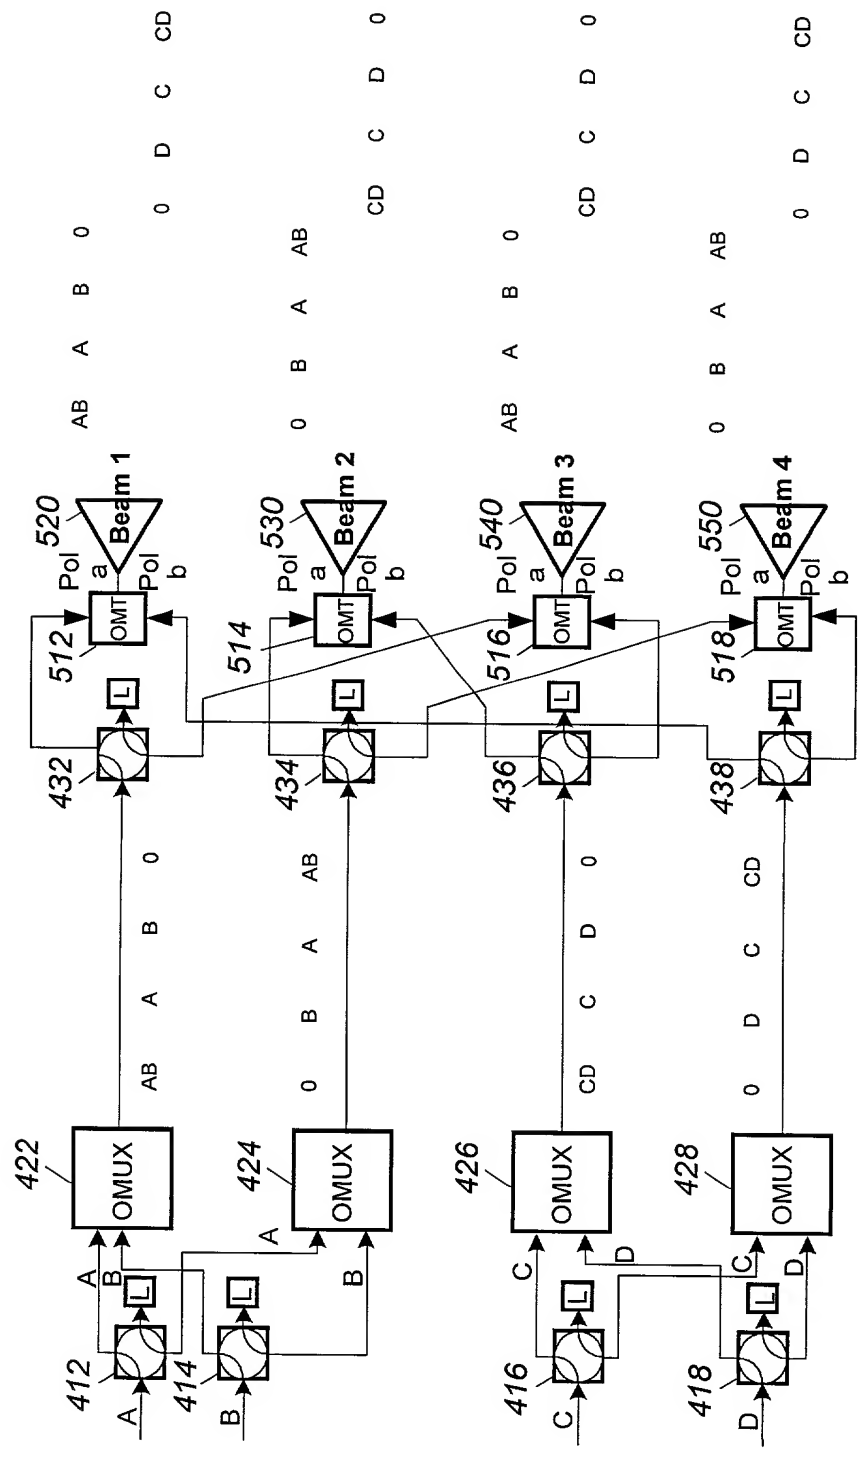 422
432
512
520
A
412
A
L
OMUX
AB A B 0
L
OMT
Pol
a
Pol
b
Beam 1
AB A B 0
0 D C CD
B
414
B
L
A
B
424
OMUX
0 B A AB
434
L
514
OMT
530
Pol
a
Pol
b
Beam 2
0 B A AB
CD C D 0
416
C
C
L
D
426
OMUX
CD C D 0
436
L
516
OMT
540
Pol
a
Pol
b
Beam 3
AB A B 0
CD C D 0
418
D
L
C
D
428
OMUX
0 D C CD
438
L
518
OMT
550
Pol
a
Pol
b
Beam 4
0 B A AB
0 D C CD